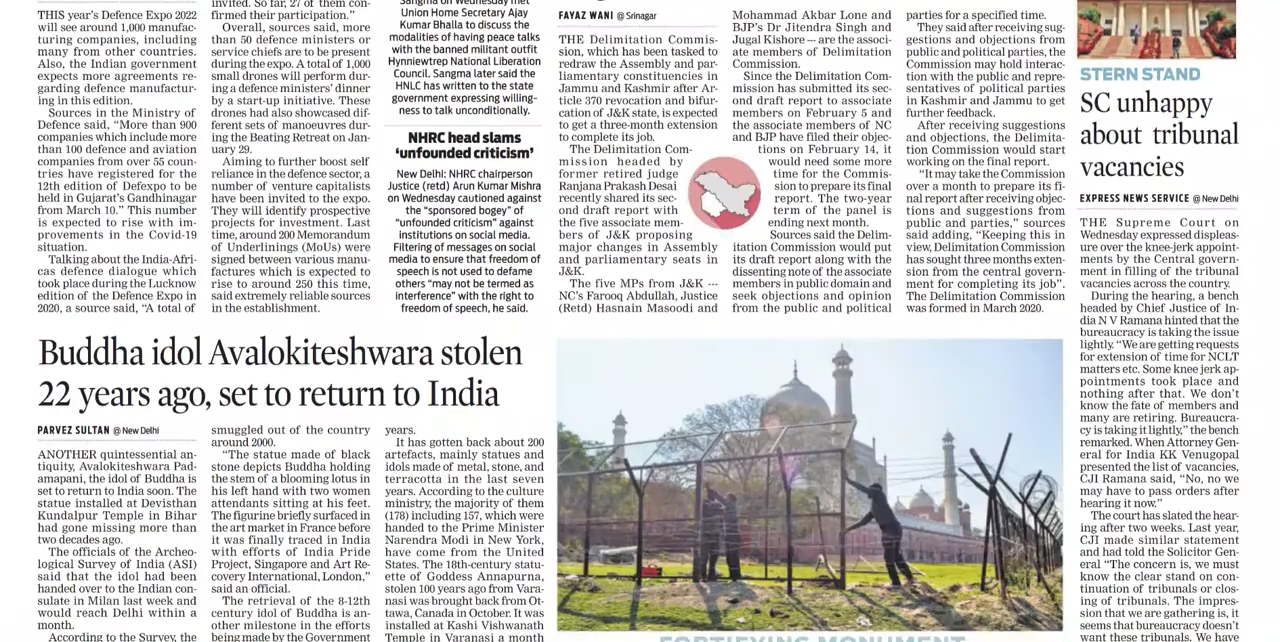 THIS year’s Defence Expo 2022
will see around 1,000 manufac-
turing companies, including
many from other countries.
Also, the Indian government
expects more agreements re-
garding defence manufactur-
ing in this edition.
Sources in the Ministry of
Defence said, “More than 900
companies which include more
than 100 defence and aviation
companies from over 55 coun-
tries have registered for the
12th edition of Defexpo to be
held in Gujarat’s Gandhinagar
from March 10.” This number
is expected to rise with im-
provements in the Covid-19
situation.
Talking about the India-Afri-
cas defence dialogue which
took place during the Lucknow
edition of the Defence Expo in
2020, a source said, “A total of
invited. So far, 27 of them con-
firmed their participation.”
Overall, sources said, more
than 50 defence ministers or
service chiefs are to be present
during the expo. A total of 1,000
small drones will perform dur-
ing a defence ministers’ dinner
by a start-up initiative. These
drones had also showcased dif-
ferent sets of manoeuvres dur-
ing the Beating Retreat on Jan-
uary 29.
Aiming to further boost self
reliance in the defence sector, a
number of venture capitalists
have been invited to the expo.
They will identify prospective
projects for investment. Last
time, around 200 Memorandum
of Underlinings (MoUs) were
signed between various manu-
factures which is expected to
rise to around 250 this time,
said extremely reliable sources
in the establishment.
Sangma on Wednesday met
Union Home Secretary Ajay
Kumar Bhalla to discuss the
modalities of having peace talks
with the banned militant outfit
Hynniewtrep National Liberation
Council. Sangma later said the
HNLC has written to the state
government expressing willing-
ness to talk unconditionally.
NHRC head slams
‘unfounded criticism’
New Delhi: NHRC chairperson
Justice (retd) Arun Kumar Mishra
on Wednesday cautioned against
the “sponsored bogey” of
“unfounded criticism” against
institutions on social media.
Filtering of messages on social
media to ensure that freedom of
speech is not used to defame
others “may not be termed as
interference” with the right to
freedom of speech, he said.
FAYAZ WANI @ Srinagar
THE Delimitation Commis-
sion, which has been tasked to
redraw the Assembly and par-
liamentary constituencies in
Jammu and Kashmir after Ar-
ticle 370 revocation and bifur-
cation of J&K state, is expected
to get a three-month extension
to complete its job.
The Delimitation Com-
mission headed by
former retired judge
Ranjana Prakash Desai
recently shared its sec-
ond draft report with
the five associate mem-
bers of J&K proposing
major changes in Assembly
and parliamentary seats in
J&K.
The five MPs from J&K ---
NC’s Farooq Abdullah, Justice
(Retd) Hasnain Masoodi and
Mohammad Akbar Lone and
BJP’s Dr Jitendra Singh and
Jugal Kishore — are the associ-
ate members of Delimitation
Commission.
Since the Delimitation Com-
mission has submitted its sec-
ond draft report to associate
members on February 5 and
the associate members of NC
and BJP have filed their objec-
tions on February 14, it
would need some more
time for the Commis-
sion to prepare its final
report. The two-year
term of the panel is
ending next month.
Sources said the Delim-
itation Commission would put
its draft report along with the
dissenting note of the associate
members in public domain and
seek objections and opinion
from the public and political
parties for a specified time.
They said after receiving sug-
gestions and objections from
public and political parties, the
Commission may hold interac-
tion with the public and repre-
sentatives of political parties
in Kashmir and Jammu to get
further feedback.
After receiving suggestions
and objections, the Delimita-
tion Commission would start
working on the final report.
“It may take the Commission
over a month to prepare its fi-
nal report after receiving objec-
tions and suggestions from
public and parties,” sources
said adding, “Keeping this in
view, Delimitation Commission
has sought three months exten-
sion from the central govern-
ment for completing its job”.
The Delimitation Commission
was formed in March 2020.
STERN STAND
SC unhappy
about tribunal
vacancies
EXPRESS NEWS SERVICE @ New Delhi
THE Supreme Court on
Wednesday expressed displeas-
ure over the knee-jerk appoint-
ments by the Central govern-
ment in filling of the tribunal
vacancies across the country.
During the hearing, a bench
headed by Chief Justice of In-
dia N V Ramana hinted that the
bureaucracy is taking the issue
lightly. “We are getting requests
for extension of time for NCLT
matters etc. Some knee jerk ap-
pointments took place and
nothing after that. We don’t
know the fate of members and
many are retiring. Bureaucra-
cy is taking it lightly,” the bench
remarked. When Attorney Gen-
eral for India KK Venugopal
presented the list of vacancies,
CJI Ramana said, “No, no we
may have to pass orders after
hearing it now.”
The court has slated the hear-
ing after two weeks. Last year,
CJI made similar statement
and had told the Solicitor Gen-
eral “The concern is, we must
know the clear stand on con-
tinuation of tribunals or clos-
ing of tribunals. The impres-
sion that we are gathering is, it
seems that bureaucracy doesn’t
want these tribunals. We have
Buddha idol Avalokiteshwara stolen
22 years ago, set to return to India
PARVEZ SULTAN @ New Delhi
ANOTHER quintessential an-
tiquity, Avalokiteshwara Pad-
amapani, the idol of Buddha is
set to return to India soon. The
statue installed at Devisthan
Kundalpur Temple in Bihar
had gone missing more than
two decades ago.
The officials of the Archeo-
logical Survey of India (ASI)
said that the idol had been
handed over to the Indian con-
sulate in Milan last week and
would reach Delhi within a
month.
According to the Survey, the
smuggled out of the country
around 2000.
“The statue made of black
stone depicts Buddha holding
the stem of a blooming lotus in
his left hand with two women
attendants sitting at his feet.
The figurine briefly surfaced in
the art market in France before
it was finally traced in India
with efforts of India Pride
Project, Singapore and Art Re-
covery International, London,”
said an official.
The retrieval of the 8-12th
century idol of Buddha is an-
other milestone in the efforts
being made by the Government
years.
It has gotten back about 200
artefacts, mainly statues and
idols made of metal, stone, and
terracotta in the last seven
years. According to the culture
ministry, the majority of them
(178) including 157, which were
handed to the Prime Minister
Narendra Modi in New York,
have come from the United
States. The 18th-century statu-
ette of Goddess Annapurna,
stolen 100 years ago from Vara-
nasi was brought back from Ot-
tawa, Canada in October. It was
installed at Kashi Vishwanath
Temple in Varanasi a month
FORTIFYING MONUMENT